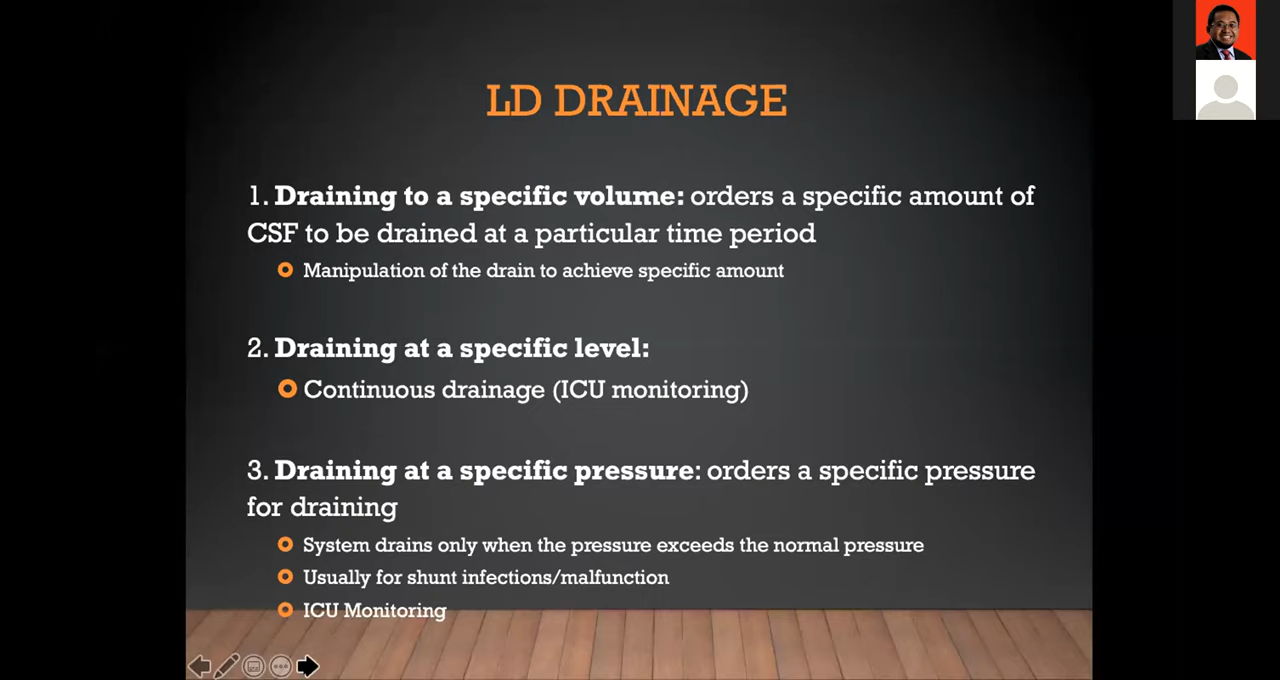 LD DRAINAGE
1. Draining to a specific volume: orders a specific amount of
CSF to be drained at a particular time period
Manipulation of the drain to achieve specific amount
2. Draining at a specific level:
Continuous drainage (ICU monitoring)
3. Draining at a specific pressure: orders a specific pressure
for draining
System drains only when the pressure exceeds the normal pressure
Usually for shunt infections/malfunction
ICU Monitoring